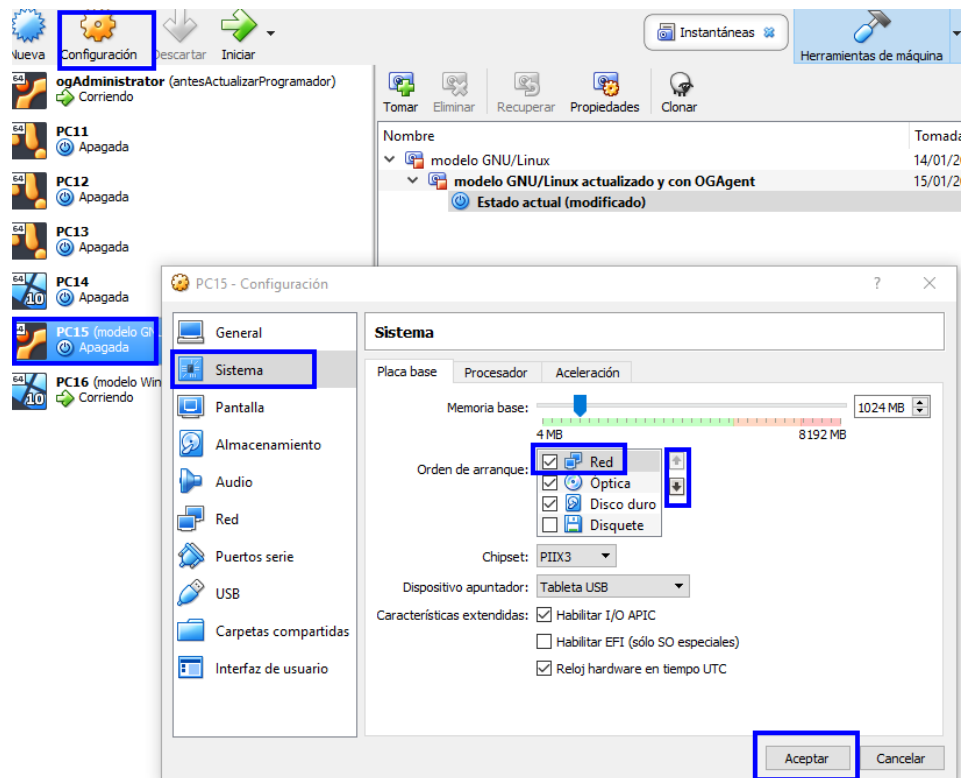 Nueva Configuración Descartar Iniciar
Instantáneas
Herramientas de máquina
ogAdministrator (antesActualizarProgramador)
Corriendo
PC11
Apagada
PC12
Apagada
PC13
Apagada
PC14
Apagada
PC15 (modelo GN
Apagada
PC16 (modelo Win
Corriendo
Tomar Eliminar Recuperar Propiedades Clonar
Nombre Tomada
modelo GNU/Linux 14/01/2
modelo GNU/Linux actualizado y con OGAgent 15/01/2
Estado actual (modificado)
PC15 - Configuración
General
Sistema
Pantalla
Almacenamiento
Audio
Red
Puertos serie
USB
Carpetas compartidas
Interfaz de usuario
Sistema
Placa base Procesador Aceleración
Memoria base: 1024 MB
4 MB 8192 MB
Orden de arranque: Red
Óptica
Disco duro
Disquete
Chipset: PIIX3
Dispositivo apuntador: Tableta USB
Características extendidas: Habilitar I/O APIC
Habilitar EFI (sólo SO especiales)
Reloj hardware en tiempo UTC
Aceptar Cancelar